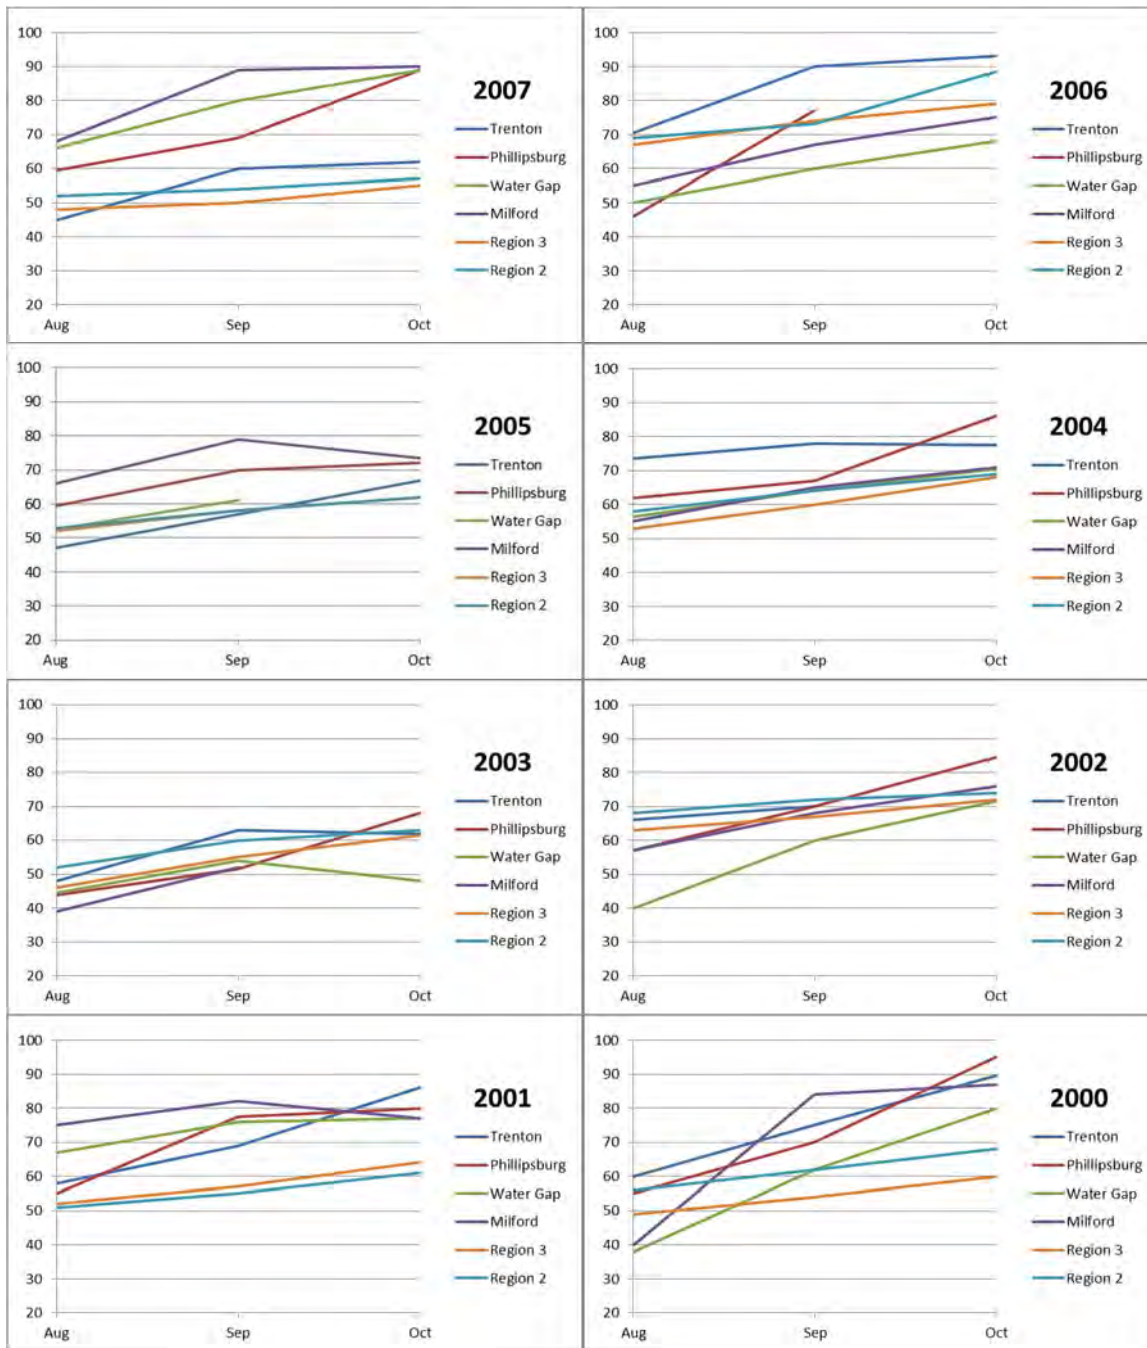 100
90
80
70
60
50
40
30
20
Aug Sep Oct
2007
Trenton
Phillipsburg
Water Gap
Milford
Region 3
Region 2
100
90
80
70
60
50
40
30
20
Aug Sep Oct
2006
Trenton
Phillipsburg
Water Gap
Milford
Region 3
Region 2
100
90
80
70
60
50
40
30
20
Aug Sep Oct
2005
Trenton
Phillipsburg
Water Gap
Milford
Region 3
Region 2
100
90
80
70
60
50
40
30
20
Aug Sep Oct
2004
Trenton
Phillipsburg
Water Gap
Milford
Region 3
Region 2
100
90
80
70
60
50
40
30
20
Aug Sep Oct
2003
Trenton
Phillipsburg
Water Gap
Milford
Region 3
Region 2
100
90
80
70
60
50
40
30
20
Aug Sep Oct
2002
Trenton
Phillipsburg
Water Gap
Milford
Region 3
Region 2
100
90
80
70
60
50
40
30
20
Aug Sep Oct
2001
Trenton
Phillipsburg
Water Gap
Milford
Region 3
Region 2
100
90
80
70
60
50
40
30
20
Aug Sep Oct
2000
Trenton
Phillipsburg
Water Gap
Milford
Region 3
Region 2